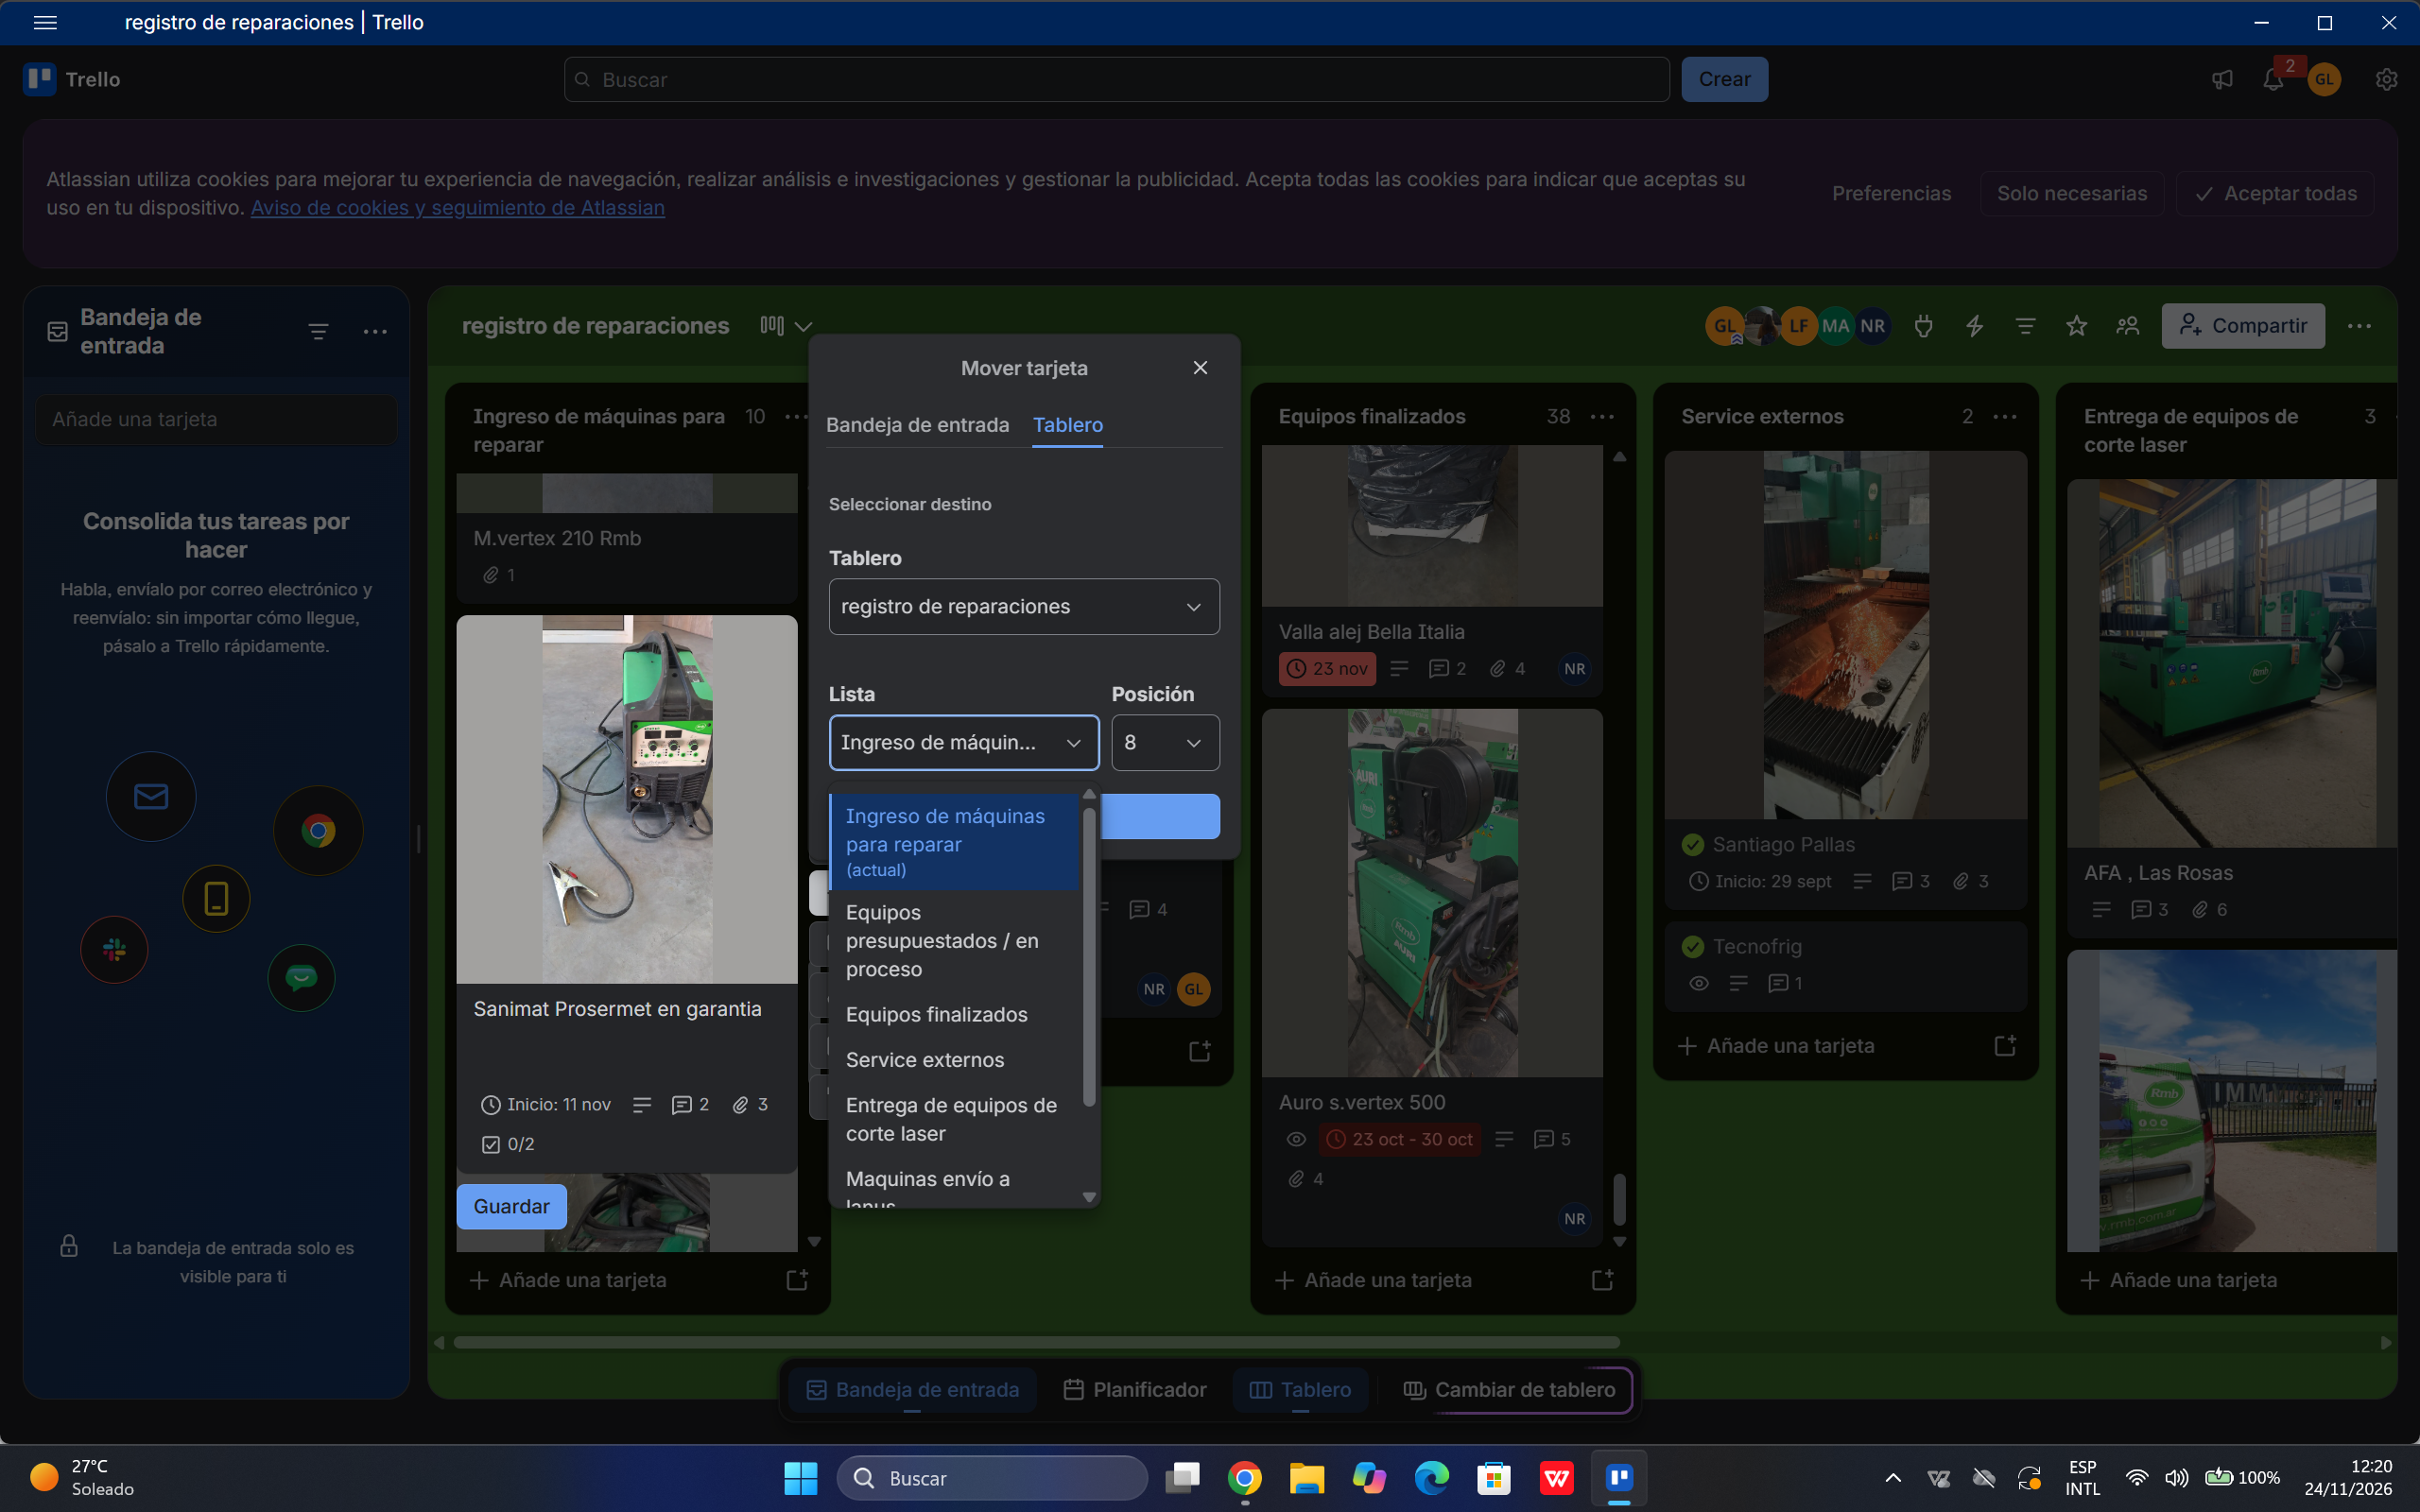 registro de reparaciones | Trello
Trello
Buscar
Crear
2
GL
Atlassian utiliza cookies para mejorar tu experiencia de navegación, realizar análisis e investigaciones y gestionar la publicidad. Acepta todas las cookies para indicar que aceptas su
uso en tu dispositivo. Aviso de cookies y seguimiento de Atlassian
Preferencias
Solo necesarias
Aceptar todas
Bandeja de
entrada
Añade una tarjeta
Consolida tus tareas por
hacer
Habla, envíalo por correo electrónico y
reenvíalo: sin importar cómo llegue,
pásalo a Trello rápidamente.
La bandeja de entrada solo es
visible para ti
registro de reparaciones
GL
LF
MA
NR
Compartir
Ingreso de máquinas para
reparar
10
M.vertex 210 Rmb
1
Sanimat Prosermet en garantia
Inicio: 11 nov
2
3
0/2
Guardar
Añade una tarjeta
Mover tarjeta
Bandeja de entrada
Tablero
Seleccionar destino
Tablero
registro de reparaciones
Lista
Posición
Ingreso de máquin...
8
Ingreso de máquinas
para reparar
(actual)
Equipos
presupuestados / en
proceso
Equipos finalizados
Service externos
Entrega de equipos de
corte laser
Maquinas envío a
lanus
4
NR
GL
Equipos finalizados
38
Valla alej Bella Italia
23 nov
2
4
NR
AURI
Rmb
AURI
Auro s.vertex 500
23 oct - 30 oct
5
4
NR
Añade una tarjeta
Service externos
2
Santiago Pallas
Inicio: 29 sept
3
3
Tecnofrig
1
Añade una tarjeta
Entrega de equipos de
corte laser
3
Rmb
AFA , Las Rosas
3
6
Rmb
Añade una tarjeta
Bandeja de entrada
Planificador
Tablero
Cambiar de tablero
27°C
Soleado
Buscar
ESP
INTL
100%
12:20
24/11/2026